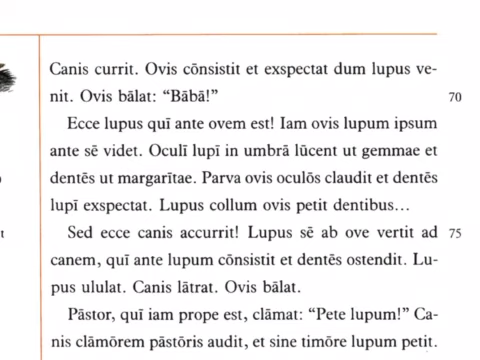 Canis currit. Ovis cōnsistit et exspectat dum lupus ve-
nit. Ovis bālat: “Bābā!”
70
Ecce lupus quī ante ovem est! Iam ovis lupum ipsum
ante sē videt. Oculī lupī in umbrā lūcent ut gemmae et
dentēs ut margarītae. Parva ovis oculōs claudit et dentēs
lupī exspectat. Lupus collum ovis petit dentibus...
Sed ecce canis accurrit! Lupus sē ab ove vertit ad
75
canem, quī ante lupum cōnsistit et dentēs ostendit. Lu-
pus ululat. Canis lātrat. Ovis bālat.
Pāstor, quī iam prope est, clāmat: “Pete lupum!” Ca-
nis clāmōrem pāstōris audit, et sine timōre lupum petit.